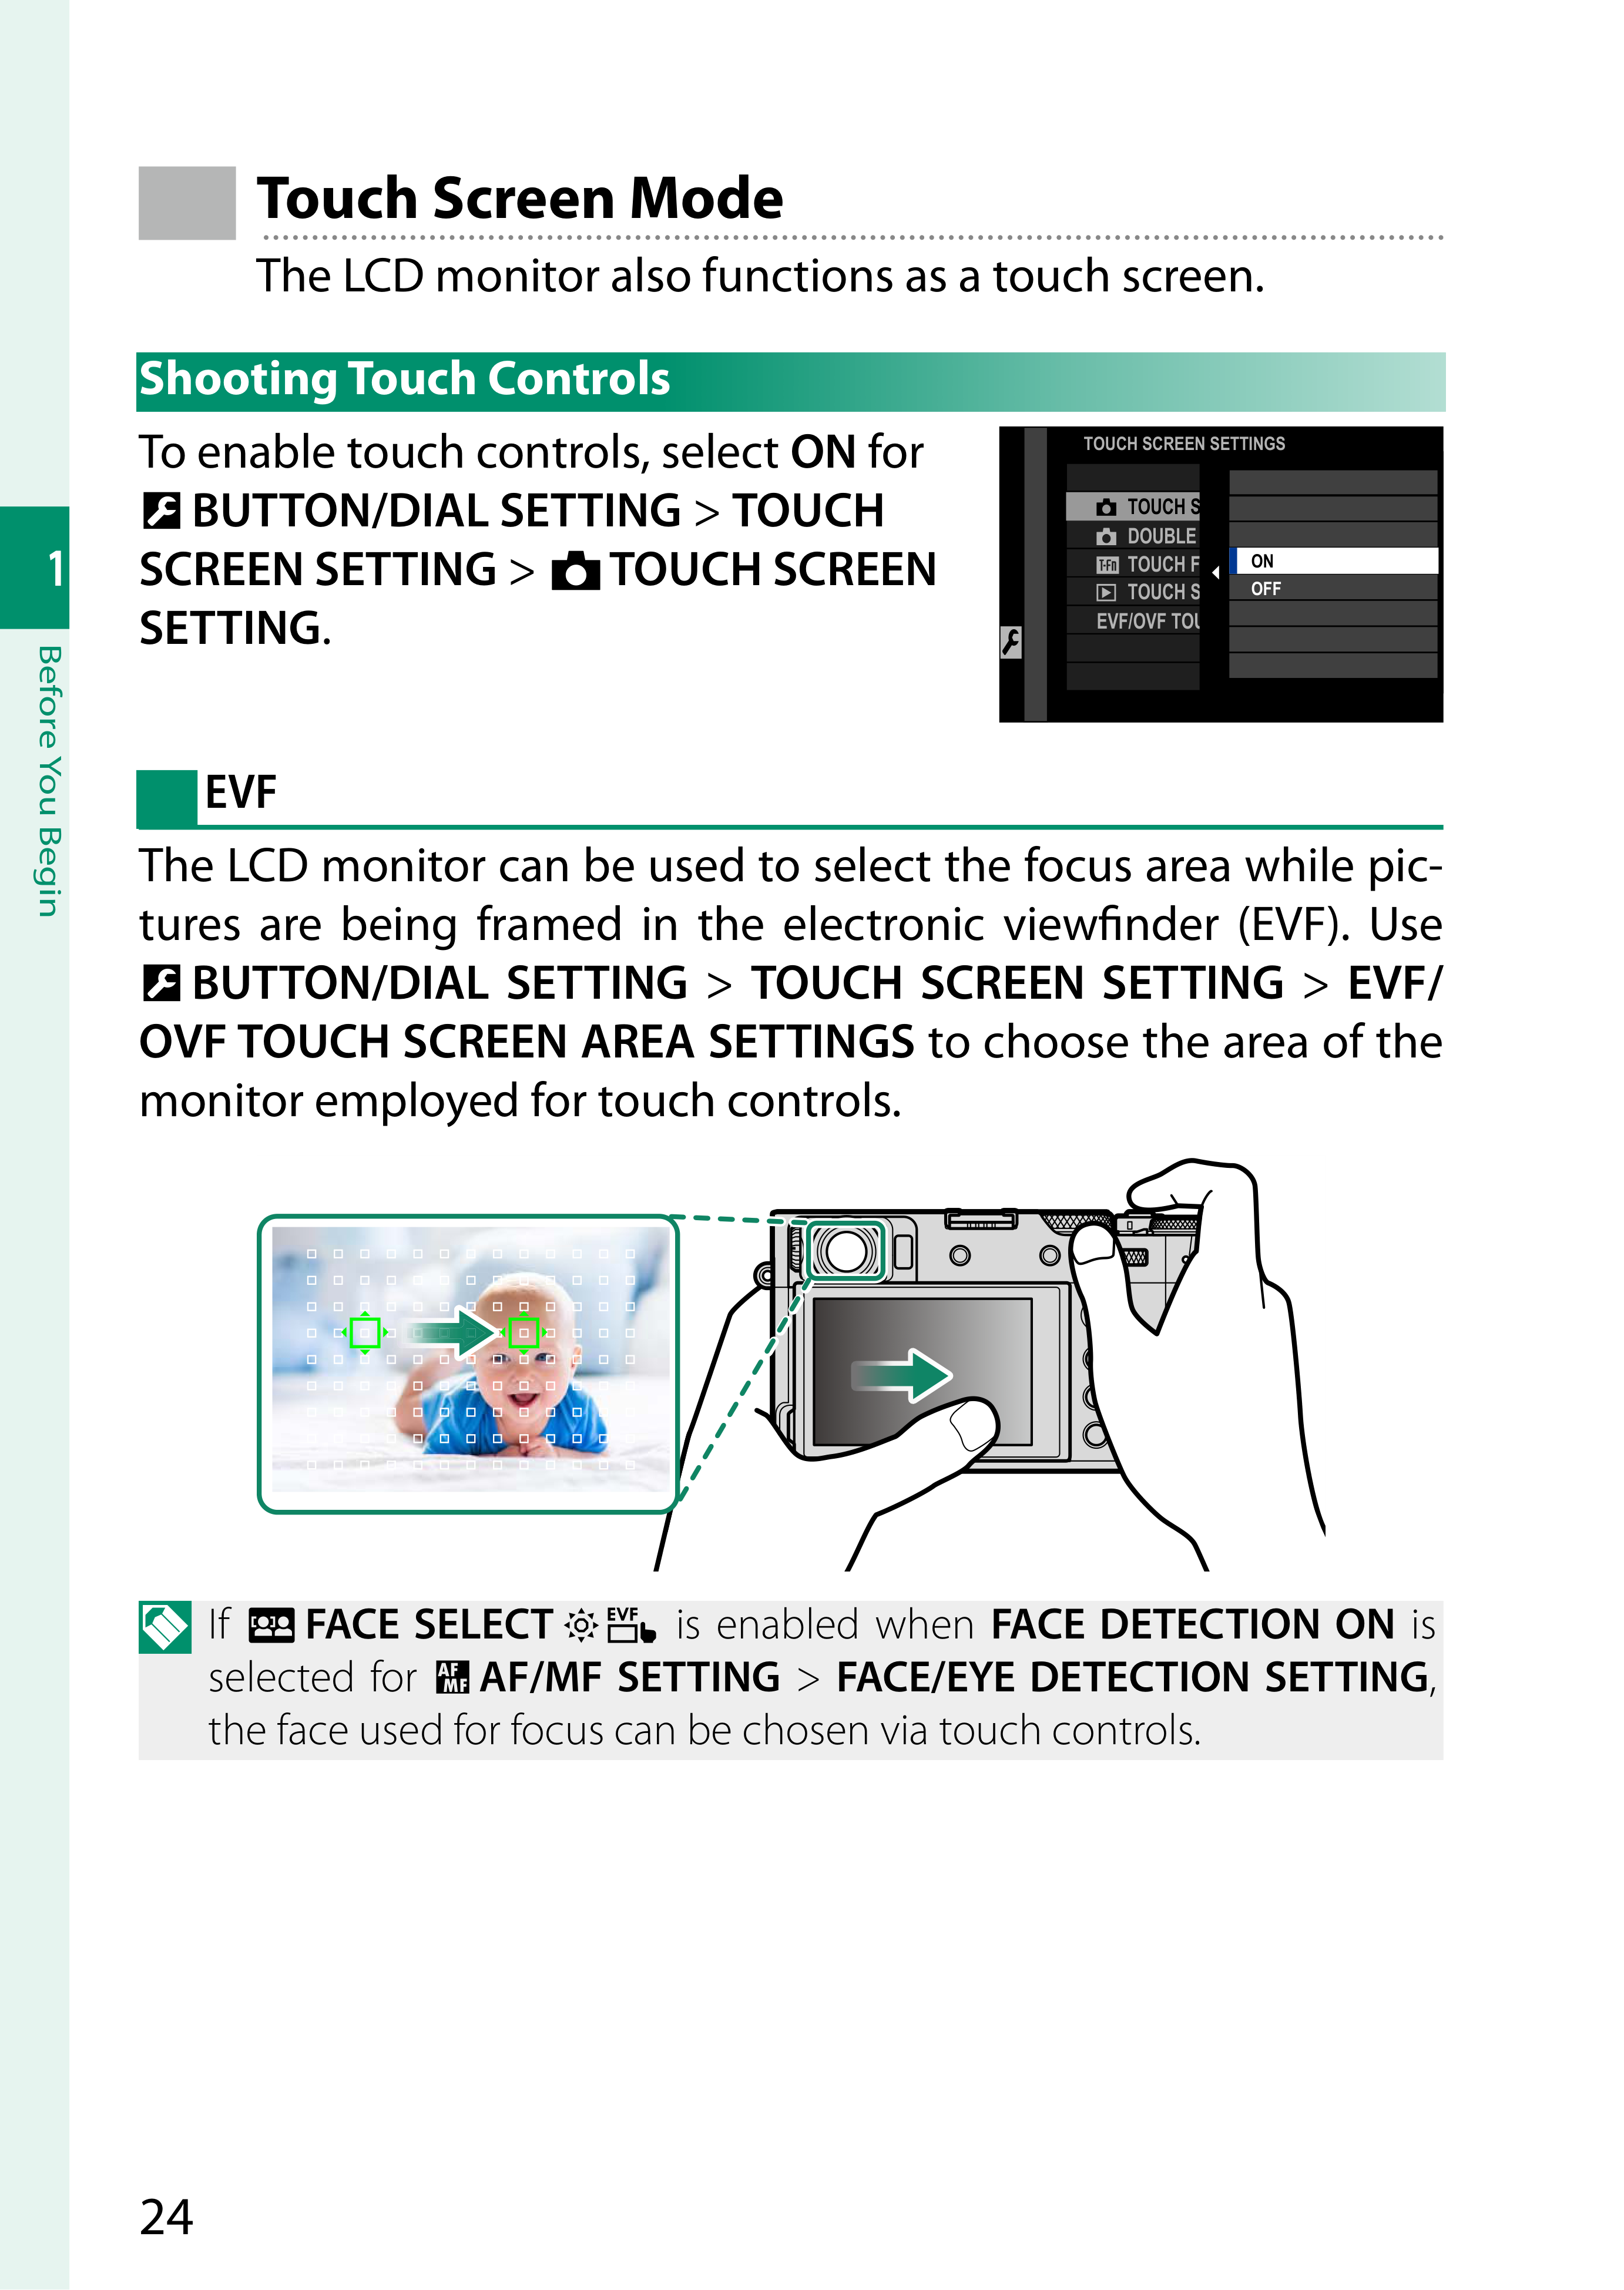 Touch Screen Mode
The LCD monitor also functions as a touch screen.
Shooting Touch Controls
To enable touch controls, select ON for
BUTTON/DIAL SETTING > TOUCH
SCREEN SETTING > TOUCH SCREEN
SETTING.
TOUCH SCREEN SETTINGS
TOUCH S
DOUBLE
T-Fn TOUCH F
TOUCH S
EVF/OVF TOU
ON
OFF
1
Before You Begin
EVF
The LCD monitor can be used to select the focus area while pic-
tures are being framed in the electronic viewfinder (EVF). Use
BUTTON/DIAL SETTING > TOUCH SCREEN SETTING > EVF/
OVF TOUCH SCREEN AREA SETTINGS to choose the area of the
monitor employed for touch controls.
If FACE SELECT EVF is enabled when FACE DETECTION ON is
selected for AF MF AF/MF SETTING > FACE/EYE DETECTION SETTING,
the face used for focus can be chosen via touch controls.
24